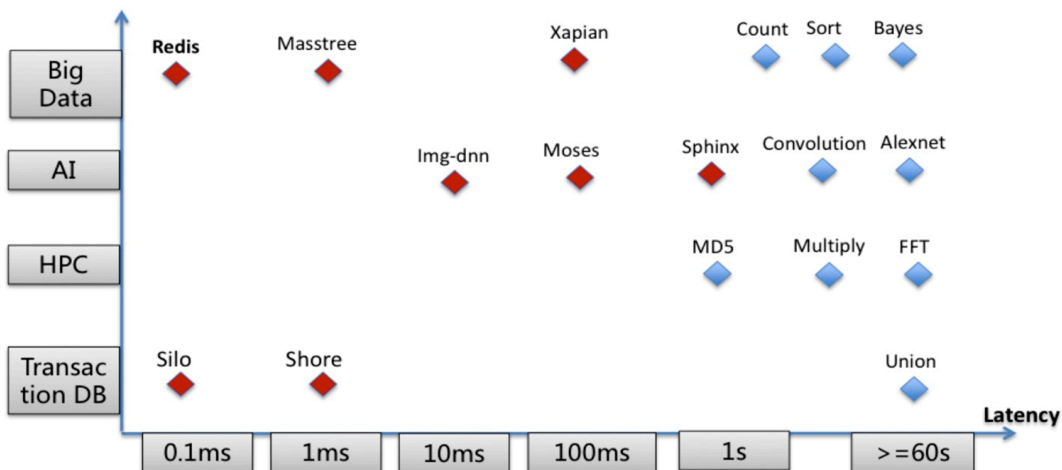 Redis Masstree Xapian Count Sort Bayes
Big
Data
Img-dnn Moses Sphinx Convolution Alexnet
AI
MD5 Multiply FFT
HPC
Silo Shore Union
Transac
tion DB
Latency
0.1ms 1ms 10ms 100ms 1s >=60s